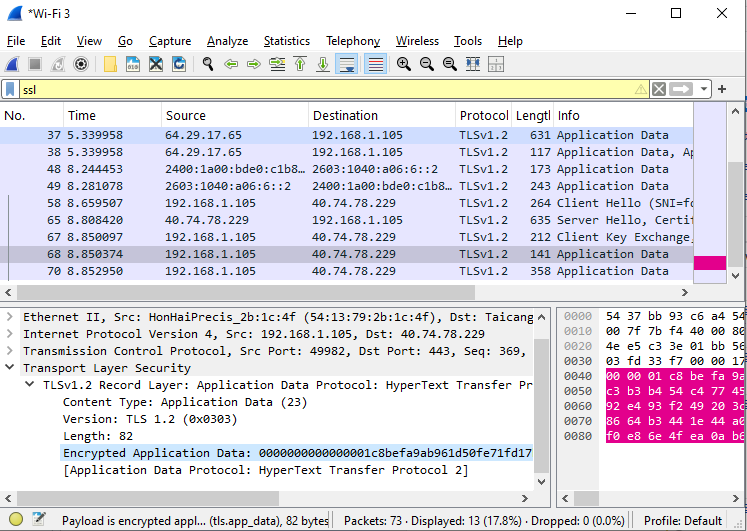 *Wi-Fi 3
File Edit View Go Capture Analyze Statistics Telephony Wireless Tools Help
ssl
No. Time Source Destination Protocol Lengtl Info
37 5.339958 64.29.17.65 192.168.1.105 TLSv1.2 631 Application Data
38 5.339958 64.29.17.65 192.168.1.105 TLSv1.2 117 Application Data, Ap
48 8.244453 2400:1a00:bde0:c1b8… 2603:1040:a06:6::2 TLSv1.2 173 Application Data
49 8.281078 2603:1040:a06:6::2 2400:1a00:bde0:c1b8… TLSv1.2 243 Application Data
58 8.659507 192.168.1.105 40.74.78.229 TLSv1.2 264 Client Hello (SNI=fo
65 8.808420 40.74.78.229 192.168.1.105 TLSv1.2 635 Server Hello, Certif
67 8.850097 192.168.1.105 40.74.78.229 TLSv1.2 212 Client Key Exchange,
68 8.850374 192.168.1.105 40.74.78.229 TLSv1.2 141 Application Data
70 8.852950 192.168.1.105 40.74.78.229 TLSv1.2 358 Application Data
Ethernet II, Src: HonHaiPrecis_2b:1c:4f (54:13:79:2b:1c:4f), Dst: Taicang
Internet Protocol Version 4, Src: 192.168.1.105, Dst: 40.74.78.229
Transmission Control Protocol, Src Port: 49982, Dst Port: 443, Seq: 369,
Transport Layer Security
TLSv1.2 Record Layer: Application Data Protocol: HyperText Transfer Pr
Content Type: Application Data (23)
Version: TLS 1.2 (0x0303)
Length: 82
Encrypted Application Data: 0000000000000001c8befa9ab961d50fe71fd17
[Application Data Protocol: HyperText Transfer Protocol 2]
0000 54 37 bb 93 c6 a4 54
0010 00 7f 7b f4 40 00 80
0020 4e e5 c3 3e 01 bb 56
0030 03 fd 33 f7 00 00 17
0040 00 00 01 c8 be fa 9a
0050 c3 b3 b4 54 c4 77 45
0060 92 e4 93 f2 49 20 3c
0070 86 64 b3 44 1e 44 a0
0080 f0 e8 6e 4f ea 0a b6
Payload is encrypted appl… (tls.app_data), 82 bytes Packets: 73 · Displayed: 13 (17.8%) · Dropped: 0 (0.0%) Profile: Default